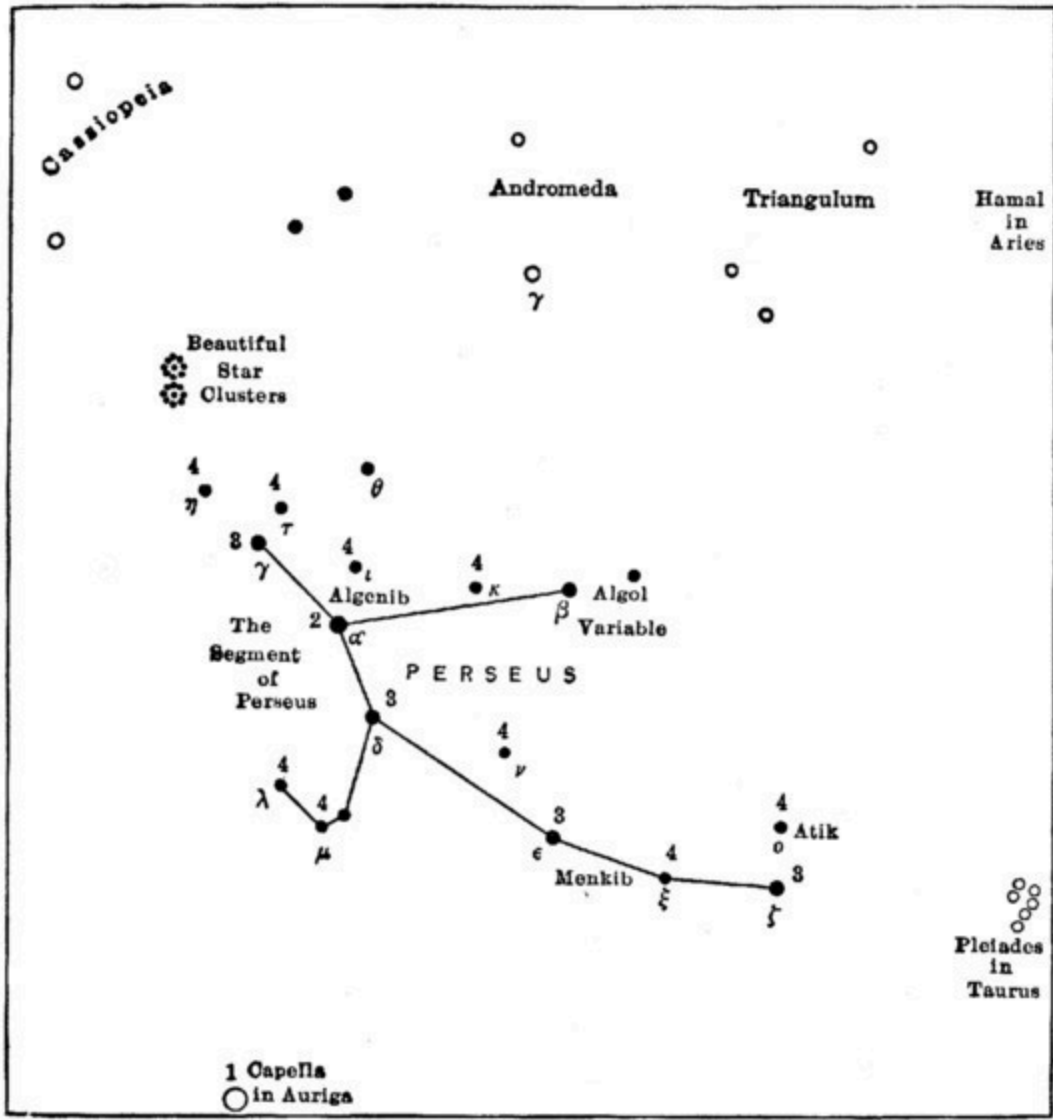 Cassiopeia
Andromeda
Triangulum
Hamal
in
Aries
γ
Beautiful
Star
Clusters
4
η
4
τ
θ
3
γ
4
ι
4
κ
Algenib
β
Algol
Variable
2
α
The
Segment
of
Perseus
PERSEUS
3
δ
4
ν
4
λ
4
μ
3
ε
Menkib
4
ξ
4
Atik
ο
3
ζ
Pleiades
in
Taurus
1 Capella
in Auriga